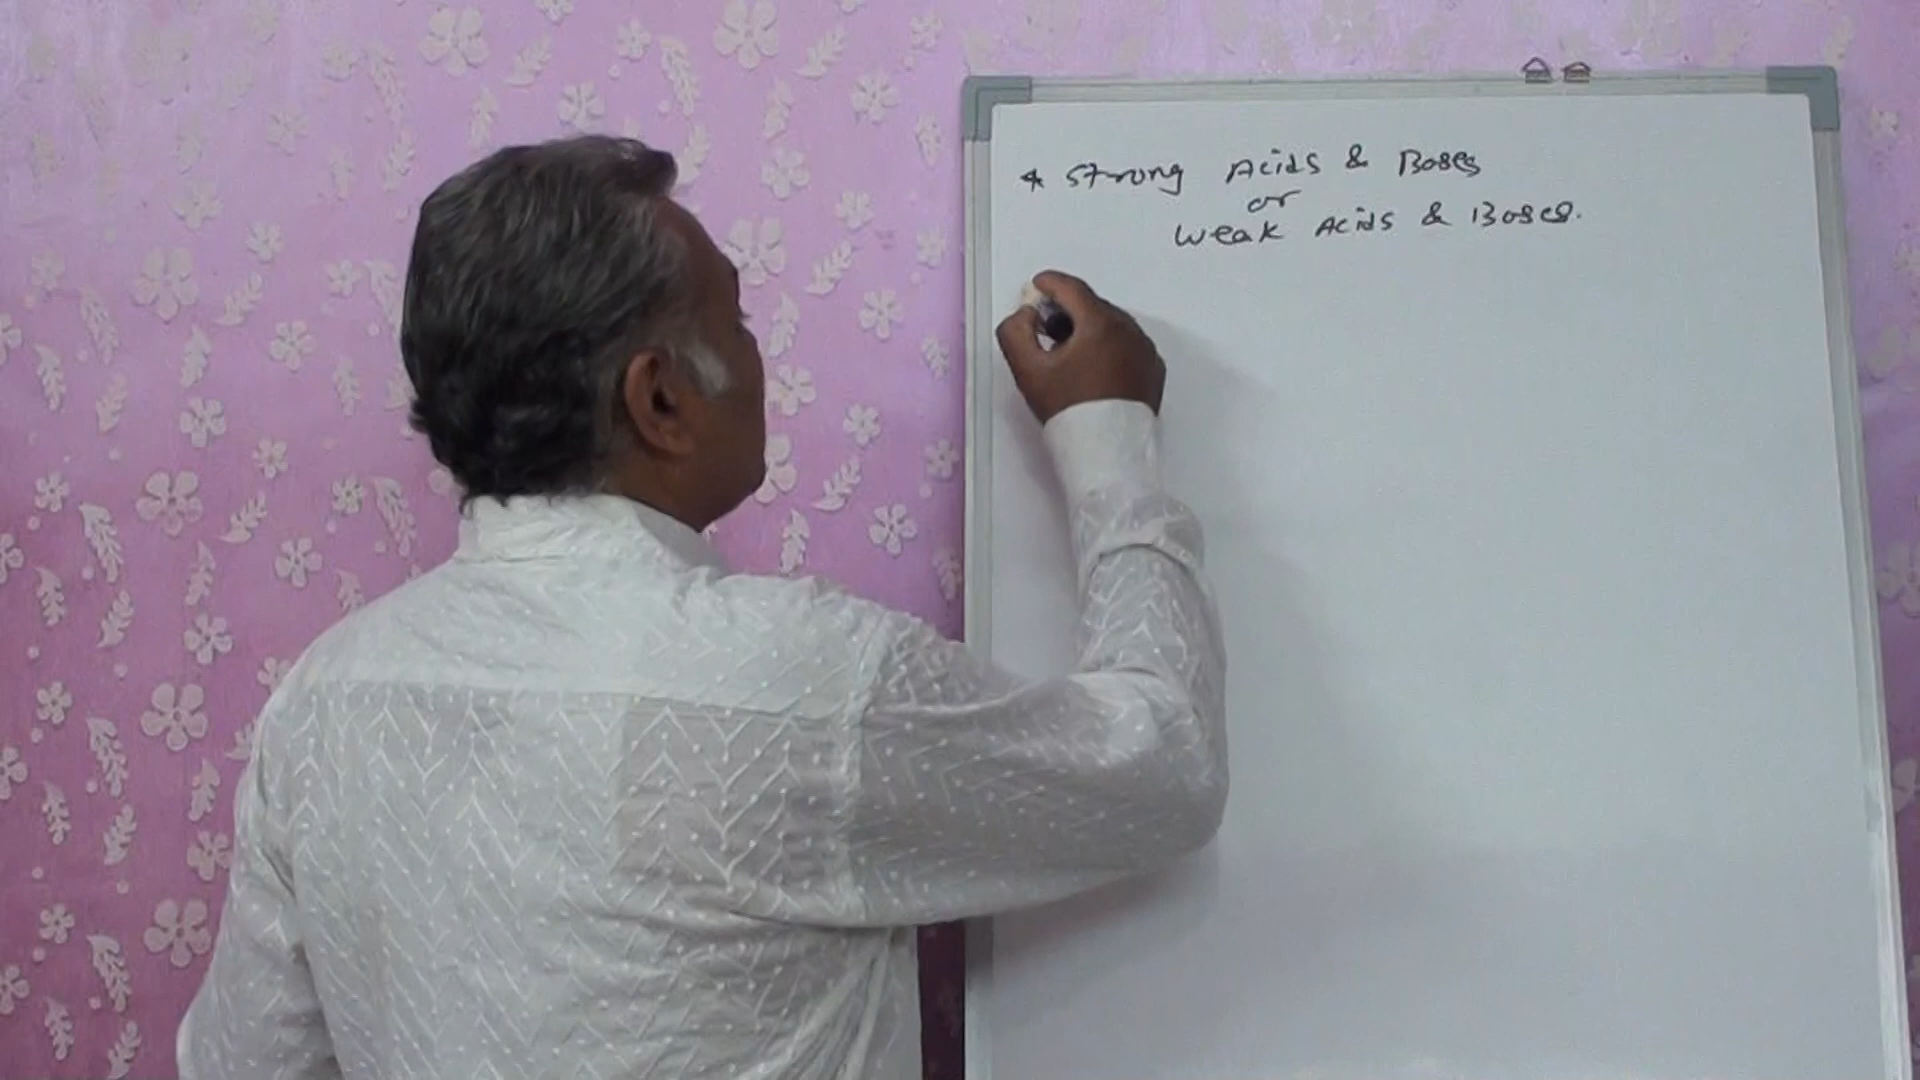 * Strong Acids & Bases
or
Weak Acids & Bases.